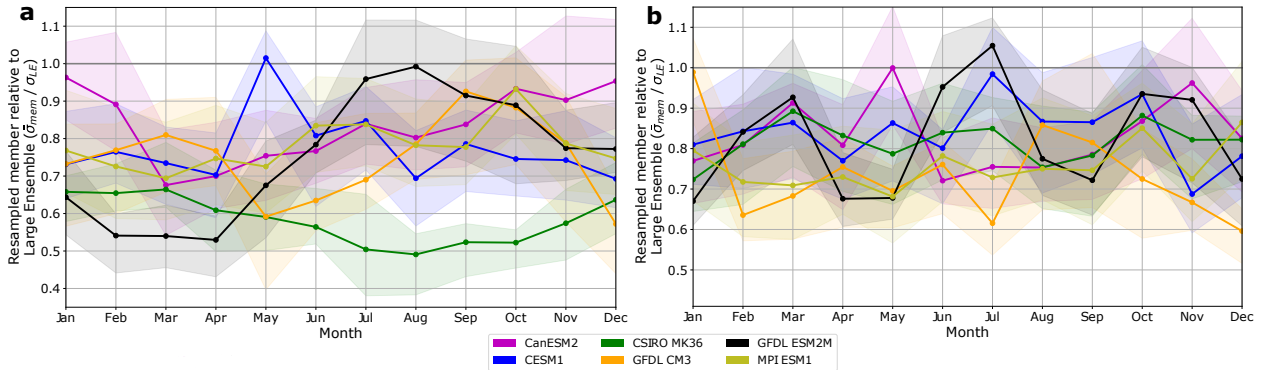 a
Resampled member relative to
Large Ensemble (σ̄mem / σLE)
1.1
1.0
0.9
0.8
0.7
0.6
0.5
0.4
Jan Feb Mar Apr May Jun Jul Aug Sep Oct Nov Dec
Month
b
Resampled member relative to
Large Ensemble (σ̄mem / σLE)
1.1
1.0
0.9
0.8
0.7
0.6
0.5
Jan Feb Mar Apr May Jun Jul Aug Sep Oct Nov Dec
Month
CanESM2 CSIRO MK36 GFDL ESM2M
CESM1 GFDL CM3 MPI ESM1